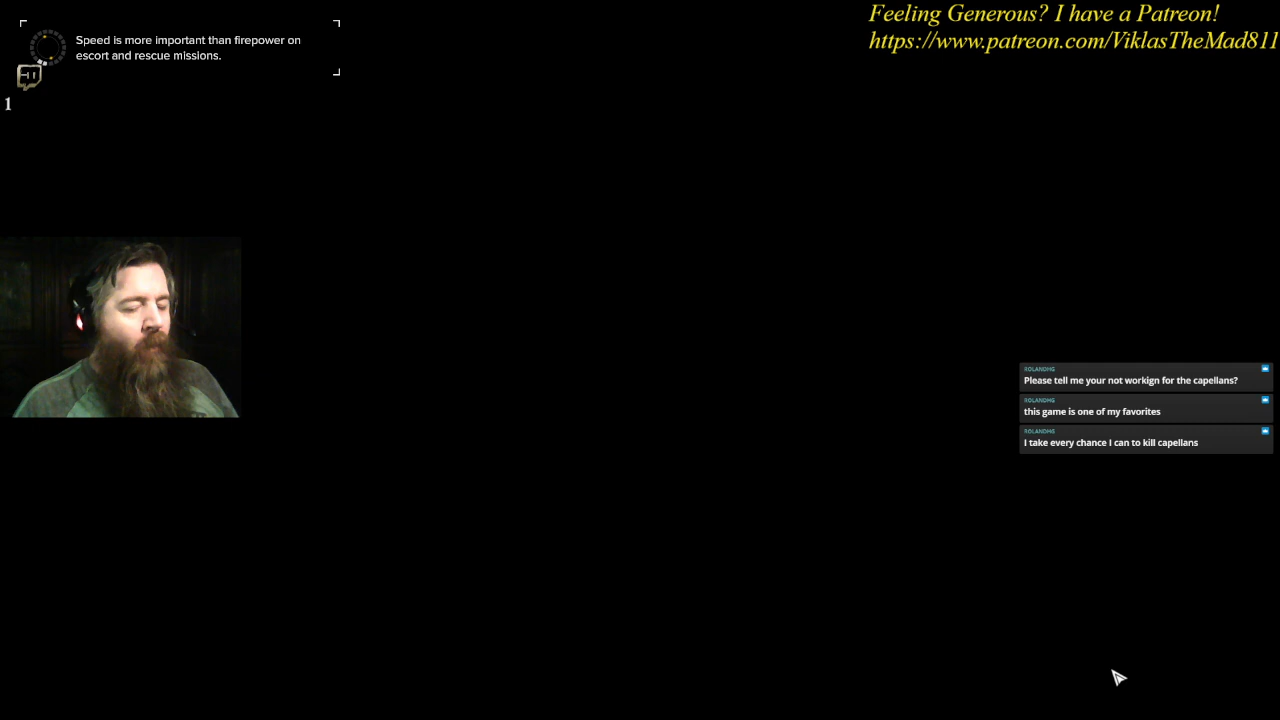 Feeling Generous? I have a Patreon!
https://www.patreon.com/ViklasTheMad811
Speed is more important than firepower on
escort and rescue missions.
1
ROLANDHG
Please tell me your not workign for the capellans?
ROLANDHG
this game is one of my favorites
ROLANDHG
I take every chance I can to kill capellans